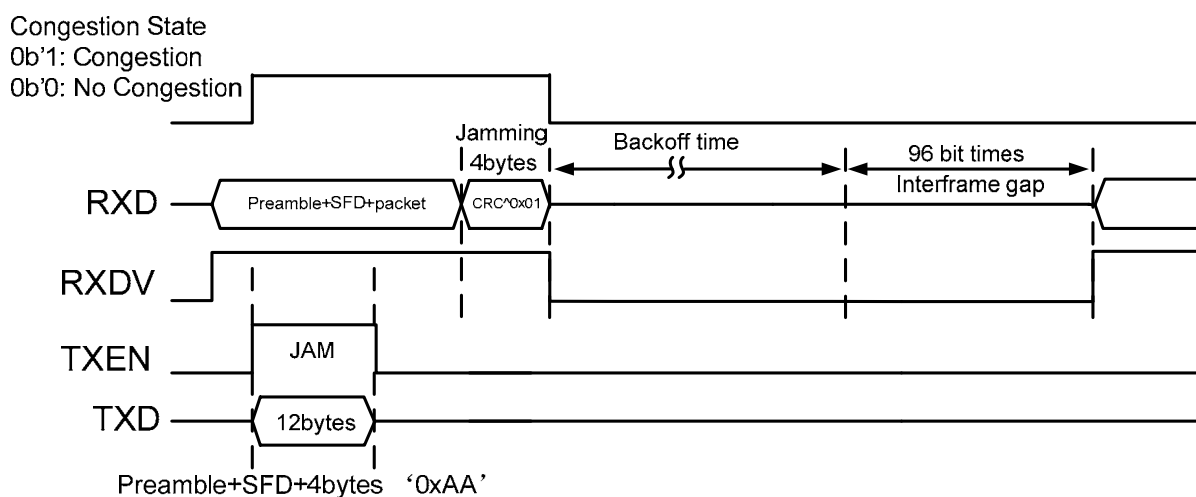 Congestion State
0b'1: Congestion
0b'0: No Congestion
Jamming
4bytes
Backoff time
96 bit times
Interframe gap
RXD
Preamble+SFD+packet
CRC^0x01
RXDV
TXEN
JAM
TXD
12bytes
Preamble+SFD+4bytes ‘0xAA’